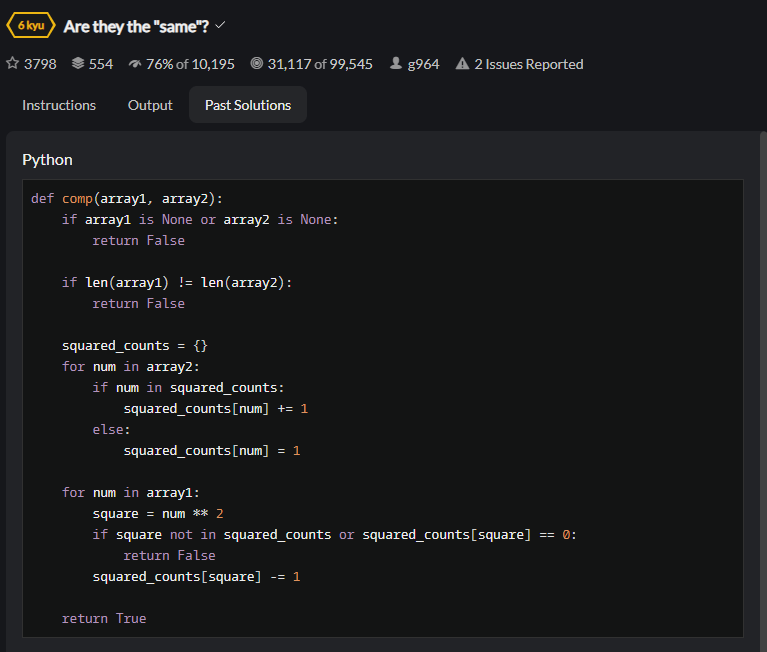 6 kyu Are they the "same"?
3798 554 76% of 10,195 31,117 of 99,545 g964 2 Issues Reported
Instructions Output Past Solutions
Python
def comp(array1, array2):
    if array1 is None or array2 is None:
        return False
    if len(array1) != len(array2):
        return False
    squared_counts = {}
    for num in array2:
        if num in squared_counts:
            squared_counts[num] += 1
        else:
            squared_counts[num] = 1
    for num in array1:
        square = num ** 2
        if square not in squared_counts or squared_counts[square] == 0:
            return False
        squared_counts[square] -= 1
    return True